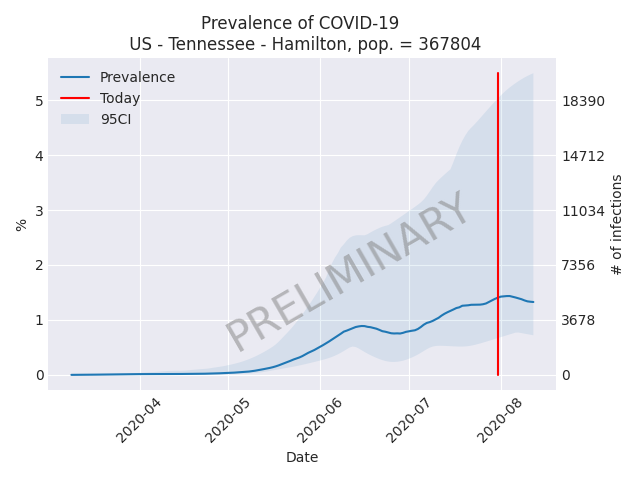 Prevalence of COVID-19
US - Tennessee - Hamilton, pop. = 367804
Prevalence
Today
95CI
PRELIMINARY
%
5
4
3
2
1
0
18390
14712
11034
7356
3678
0
# of infections
2020-04
2020-05
2020-06
2020-07
2020-08
Date